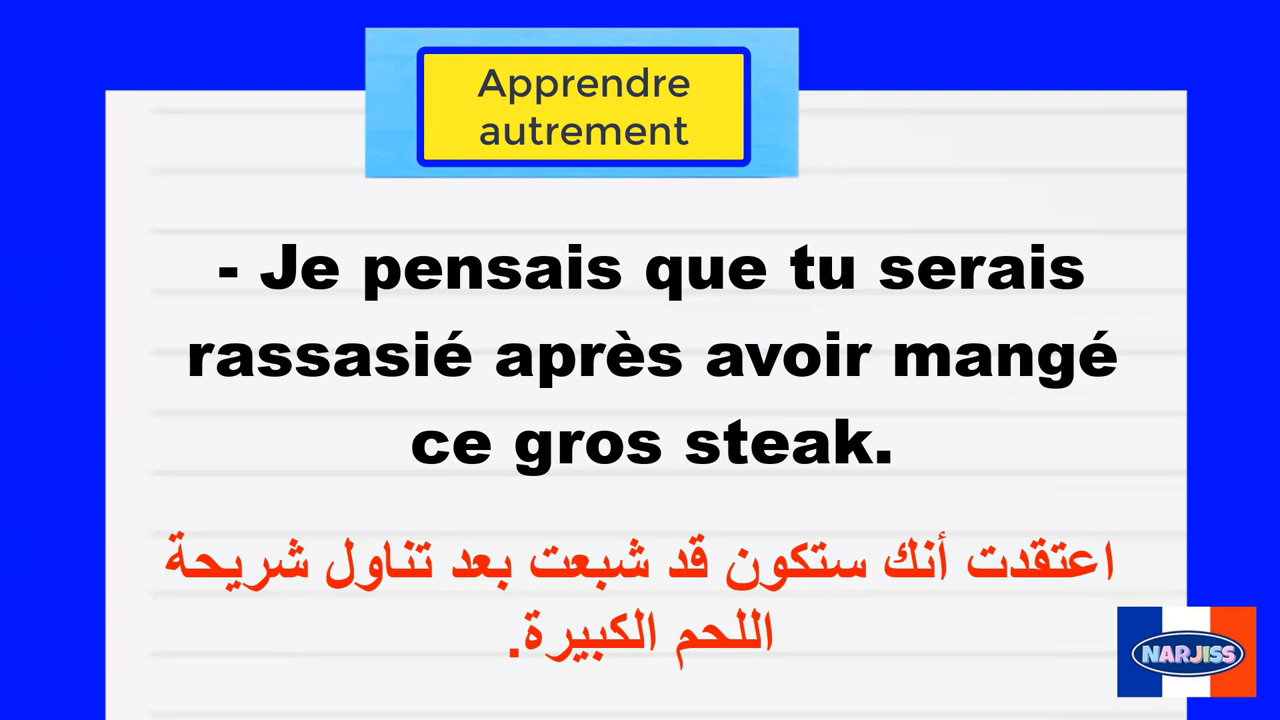 Apprendre
autrement
- Je pensais que tu serais
rassasié après avoir mangé
ce gros steak.
اعتقدت أنك ستكون قد شبعت بعد تناول شريحة
اللحم الكبيرة.
NARJISS